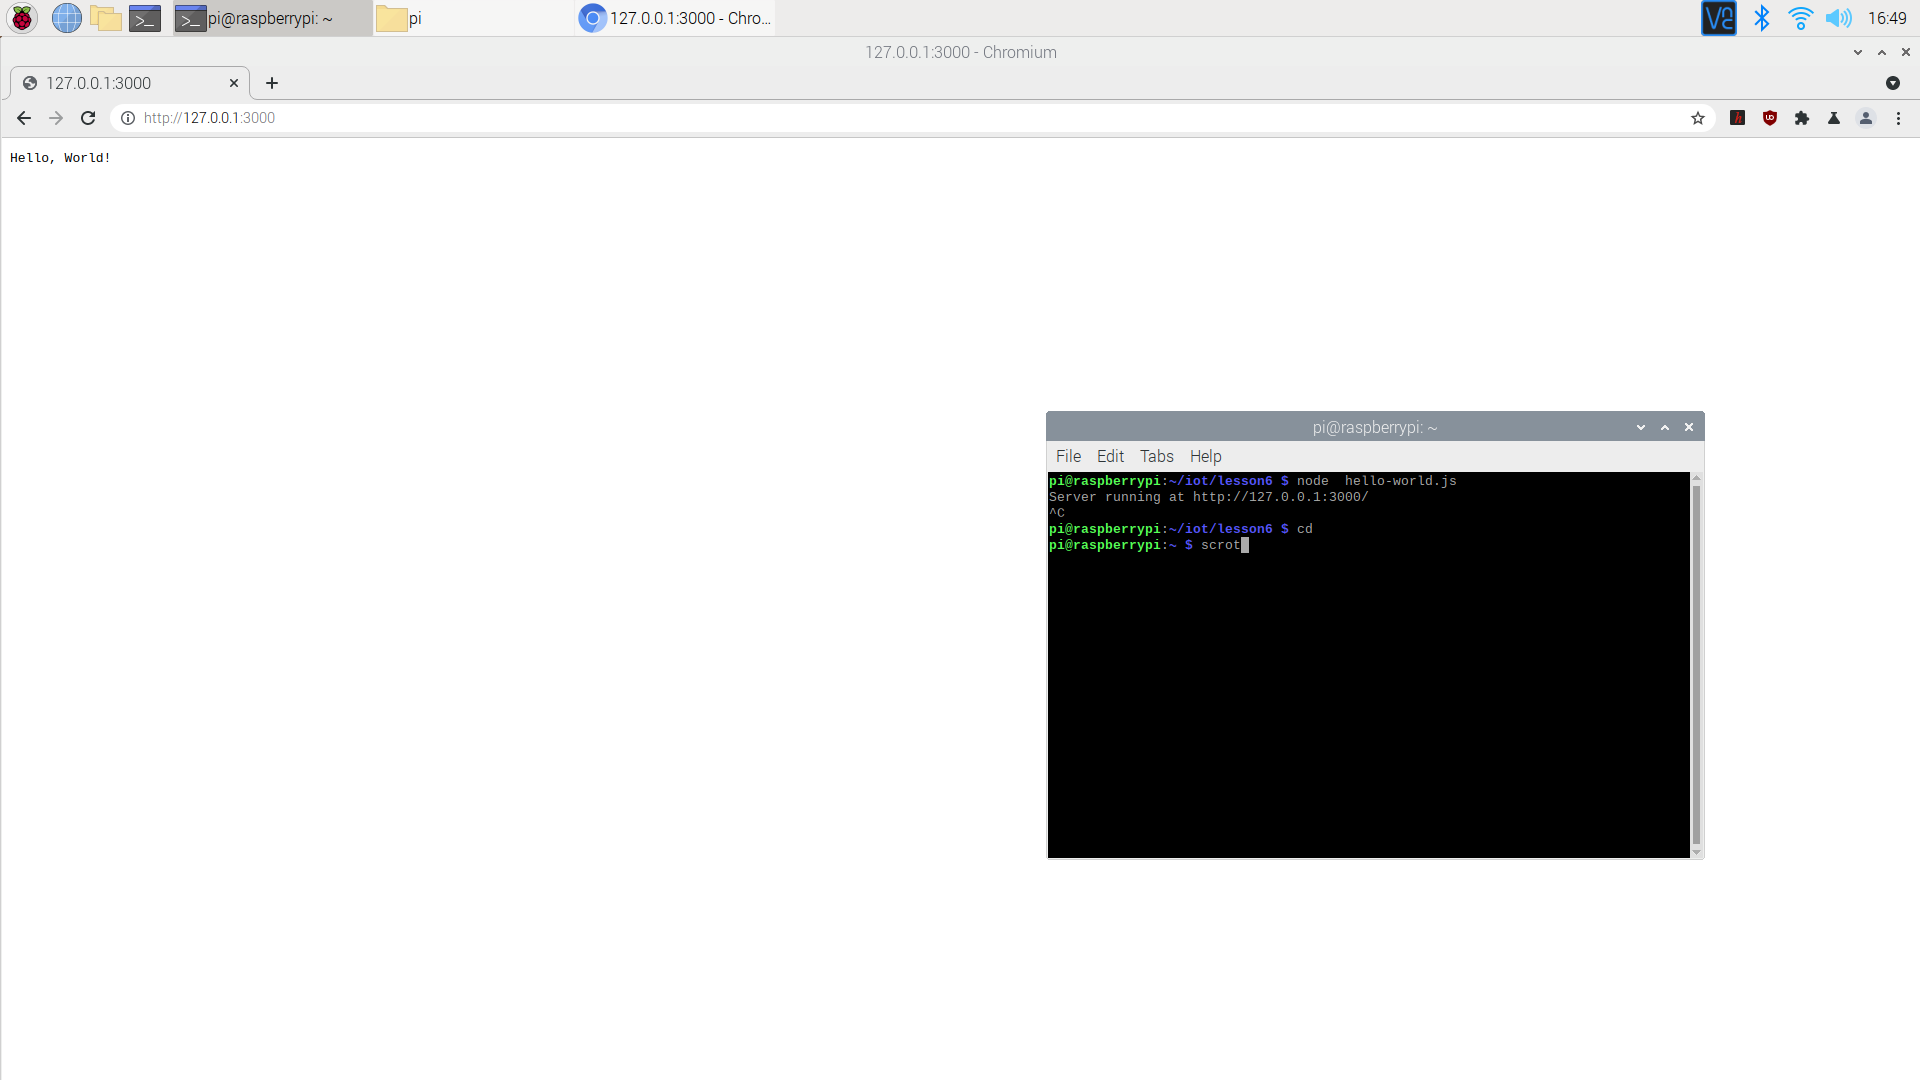 pi@raspberrypi: ~
pi
127.0.0.1:3000 - Chro...
16:49
127.0.0.1:3000 - Chromium
127.0.0.1:3000
http://127.0.0.1:3000
Hello, World!
pi@raspberrypi: ~
File Edit Tabs Help
pi@raspberrypi:~/iot/lesson6 $ node  hello-world.js
Server running at http://127.0.0.1:3000/
^C
pi@raspberrypi:~/iot/lesson6 $ cd
pi@raspberrypi:~ $ scrot